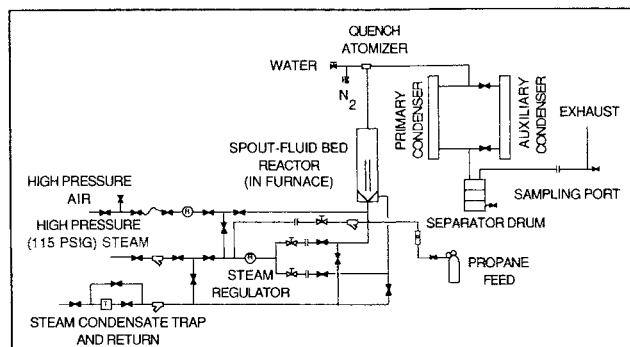 QUENCH
ATOMIZER
WATER
N2
PRIMARY
CONDENSER
AUXILIARY
CONDENSER
EXHAUST
SPOUT-FLUID BED
REACTOR
(IN FURNACE)
HIGH PRESSURE
AIR
R
HIGH PRESSURE
(115 PSIG) STEAM
SAMPLING PORT
SEPARATOR DRUM
R
STEAM
REGULATOR
PROPANE
FEED
T
STEAM CONDENSATE TRAP
AND RETURN